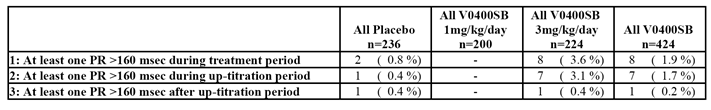 All Placebo n=236 All V0400SB 1mg/kg/day n=200 All V0400SB 3mg/kg/day n=224 All V0400SB n=424
1: At least one PR >160 msec during treatment period 2 ( 0.8 %) - 8 ( 3.6 %) 8 ( 1.9 %)
2: At least one PR >160 msec during up-titration period 1 ( 0.4 %) - 7 ( 3.1 %) 7 ( 1.7 %)
3: At least one PR >160 msec after up-titration period 1 ( 0.4 %) - 1 ( 0.4 %) 1 ( 0.2 %)